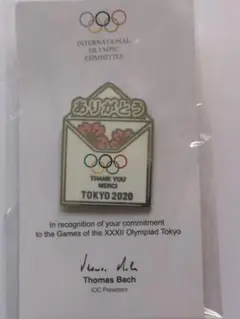 INTERNATIONAL
OLYMPIC
COMMITTEE
ありがとう
THANK YOU
MERCI
TOKYO 2020
In recognition of your commitment
to the Games of the XXXII Olympiad Tokyo
Thomas Bach
IOC President